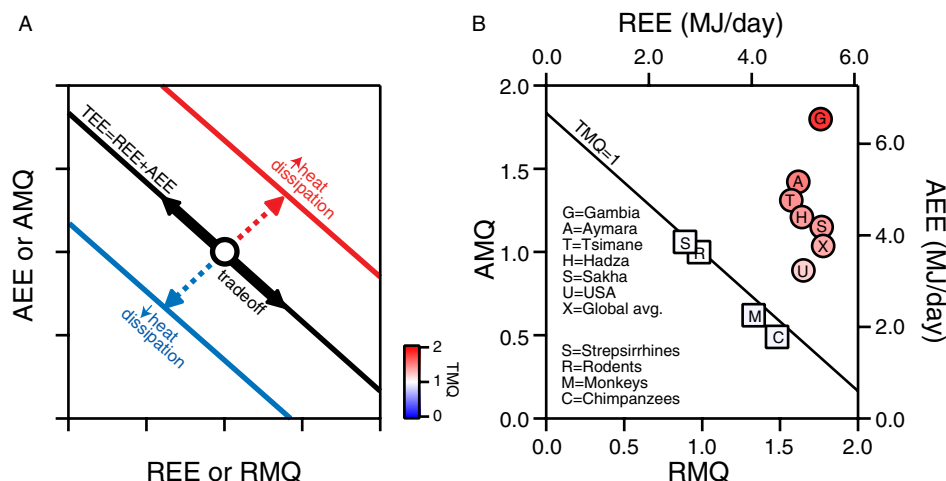 A
TEE=REE+AEE
heat
dissipation
tradeoff
heat
dissipation
AEE or AMQ
REE or RMQ
2
1
0
TMQ
B
REE (MJ/day)
0.0 2.0 4.0 6.0
2.0
1.5
1.0
0.5
0.0
AMQ
TMQ=1
G
A
T
H
S
X
U
S
R
M
C
G=Gambia
A=Aymara
T=Tsimane
H=Hadza
S=Sakha
U=USA
X=Global avg.
S=Strepsirrhines
R=Rodents
M=Monkeys
C=Chimpanzees
6.0
4.0
2.0
0.0
AEE (MJ/day)
0.0 0.5 1.0 1.5 2.0
RMQ